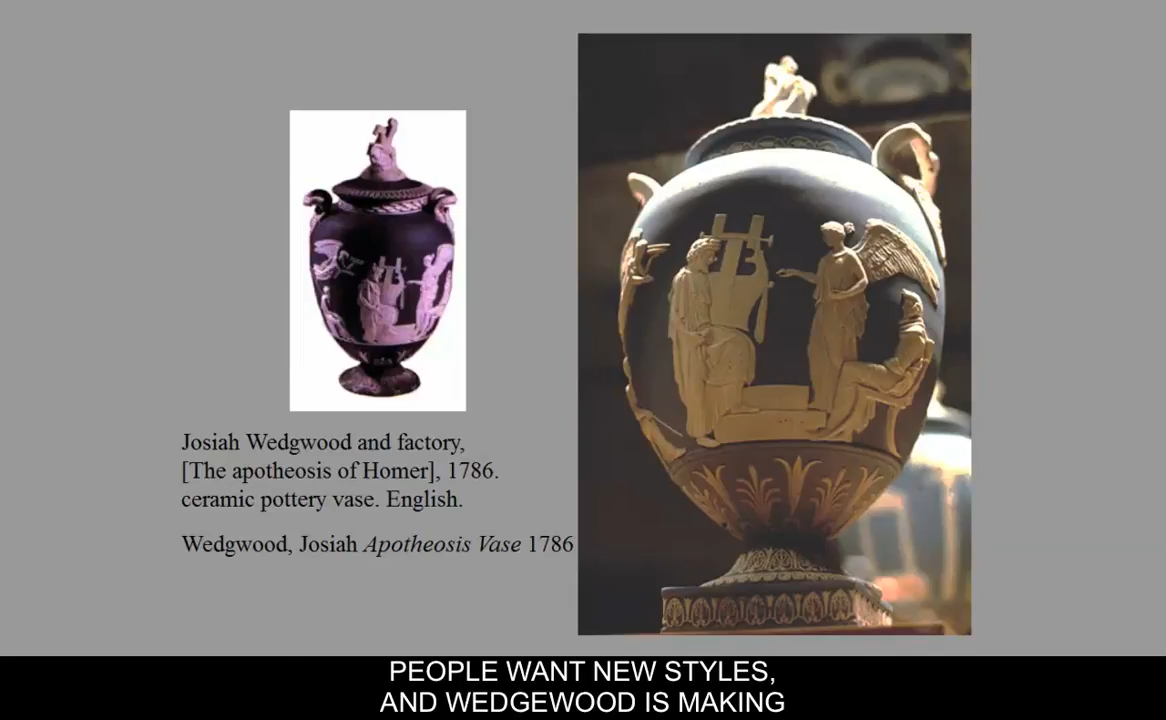 Josiah Wedgwood and factory,
[The apotheosis of Homer], 1786.
ceramic pottery vase. English.
Wedgwood, Josiah Apotheosis Vase 1786
PEOPLE WANT NEW STYLES,
AND WEDGEWOOD IS MAKING